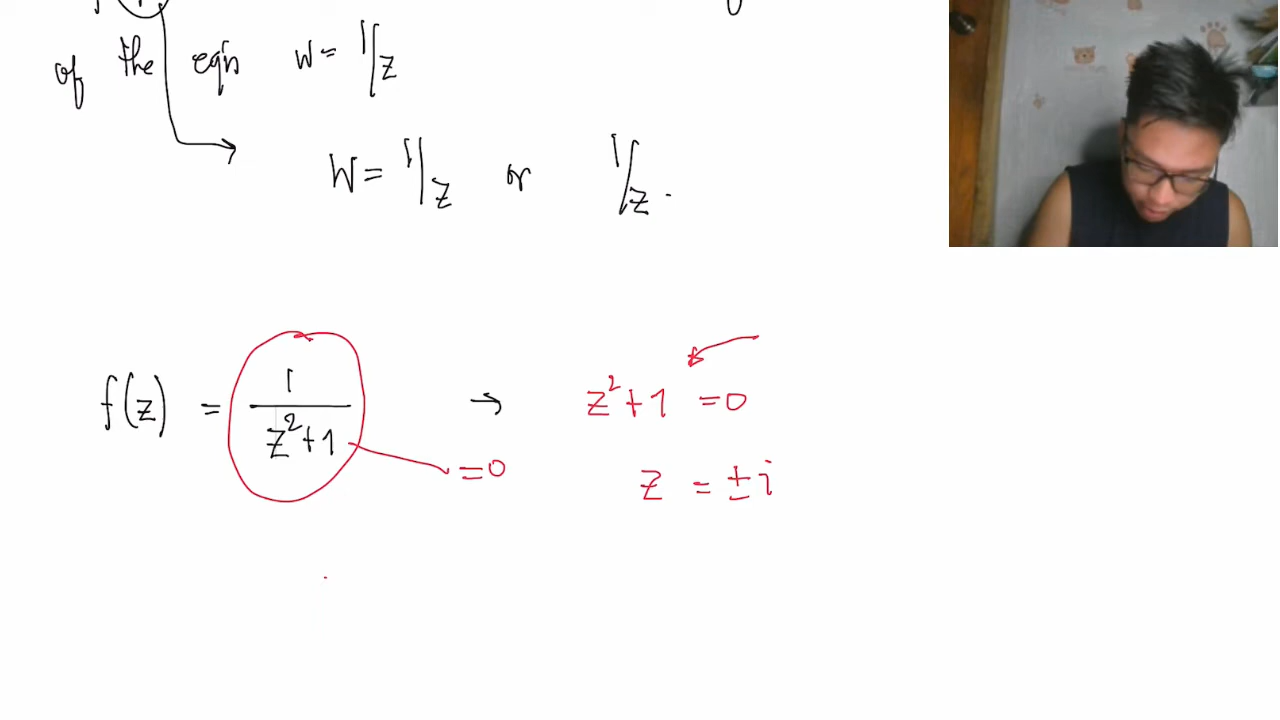 of the eqn w = 1/z
W = 1/z or 1/z.
f(z) = 1/(z²+1) → z²+1 = 0
= 0
z = ±i